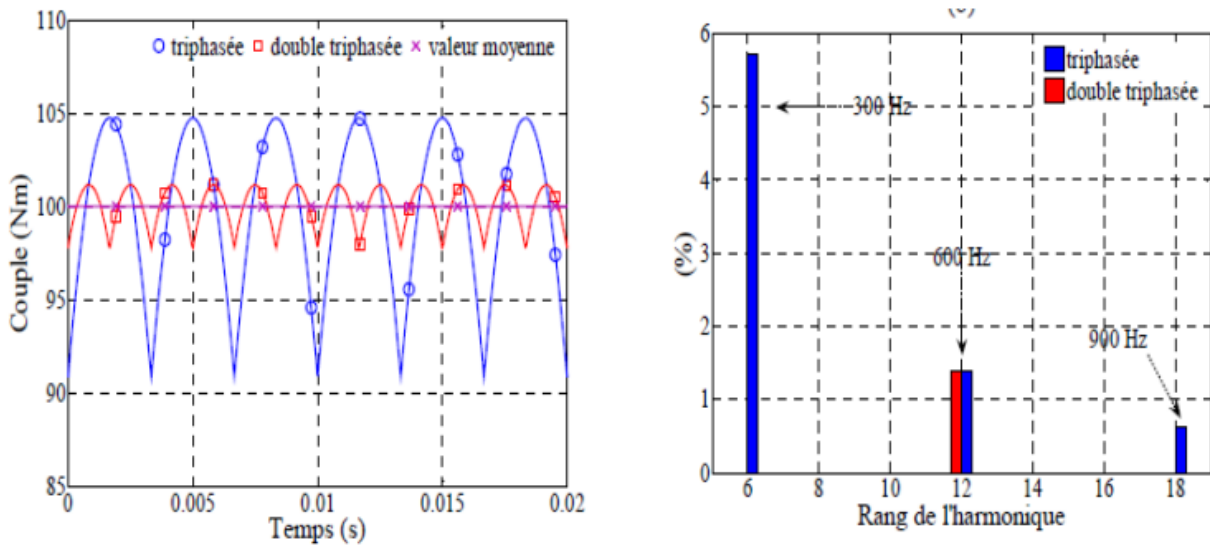 110
105
100
95
90
85
Couple (Nm)
triphasée double triphasée valeur moyenne
0 0.005 0.01 0.015 0.02
Temps (s)
6
5
4
3
2
1
0
(%)
triphasée
double triphasée
300 Hz
600 Hz
900 Hz
6 8 10 12 14 16 18
Rang de l'harmonique